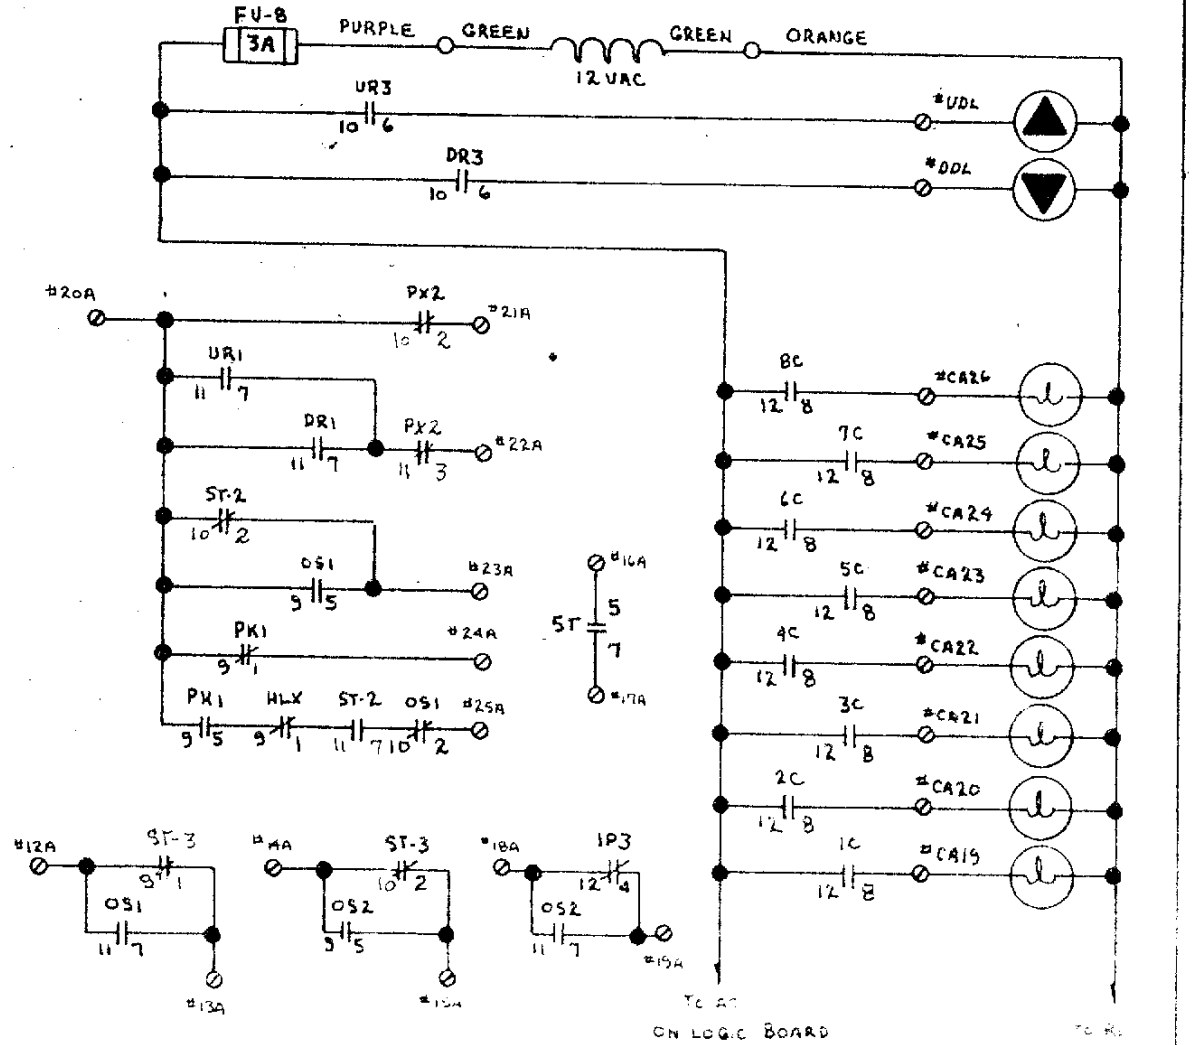 FU-8
3A
PURPLE
GREEN
GREEN
ORANGE
12 VAC
UR3
10 6
#UDL
DR3
10 6
#DDL
#20A
PX2
#21A
10 2
UR1
11 7
DR1
11 7
PX2
11 3
#22A
ST-2
10 2
OS1
9 5
#23A
PK1
9 1
#24A
PK1
9 5
HLX
9 1
ST-2
11 7
OS1
10 2
#25A
#16A
5
ST
7
#17A
8C
12 8
#CA26
7C
12 8
#CA25
6C
12 8
#CA24
5C
12 8
#CA23
4C
12 8
#CA22
3C
12 8
#CA21
2C
12 8
#CA20
1C
12 8
#CA19
#12A
ST-3
9 1
OS1
11 7
#13A
#14A
ST-3
10 2
OS2
9 5
#15A
#18A
IP3
12 4
OS2
11 7
#19A
TO
ON LOGIC BOARD
TO